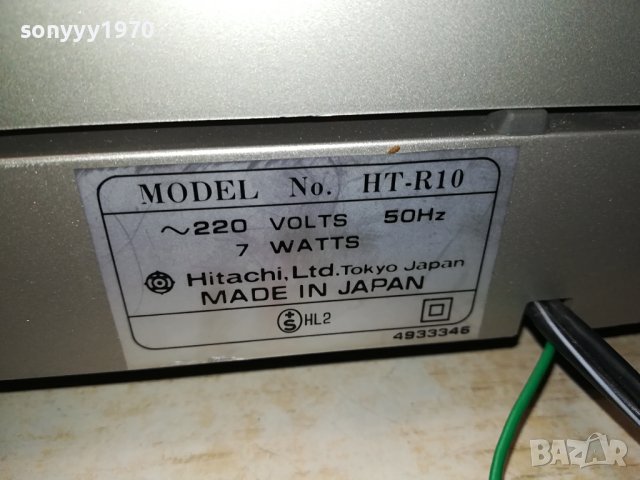 sonyyy1970
MODEL No. HT-R10
~220 VOLTS 50Hz
7 WATTS
Hitachi, Ltd. Tokyo Japan
MADE IN JAPAN
+S HL2
4933346
BAZAR